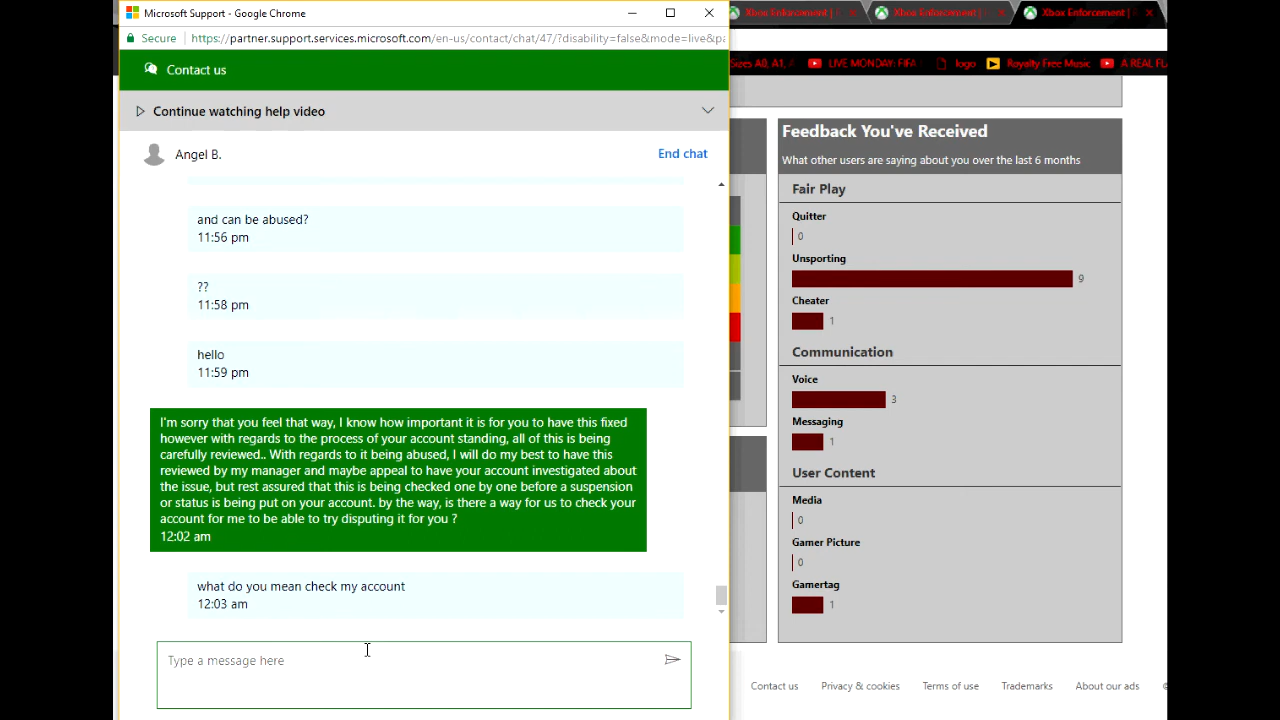 Microsoft Support - Google Chrome
Xbox Enforcement |
Xbox Enforcement |
Xbox Enforcement |
Secure https://partner.support.services.microsoft.com/en-us/contact/chat/47/?disability=false&mode=live&pa
Sizes A0, A1, A
LIVE MONDAY: FIFA
logo
Royalty Free Music
A REAL FL
Contact us
Continue watching help video
Angel B.
End chat
and can be abused?
11:56 pm
??
11:58 pm
hello
11:59 pm
I'm sorry that you feel that way, I know how important it is for you to have this fixed
however with regards to the process of your account standing, all of this is being
carefully reviewed.. With regards to it being abused, I will do my best to have this
reviewed by my manager and maybe appeal to have your account investigated about
the issue, but rest assured that this is being checked one by one before a suspension
or status is being put on your account. by the way, is there a way for us to check your
account for me to be able to try disputing it for you ?
12:02 am
what do you mean check my account
12:03 am
Type a message here
Feedback You've Received
What other users are saying about you over the last 6 months
Fair Play
Quitter
0
Unsporting
9
Cheater
1
Communication
Voice
3
Messaging
1
User Content
Media
0
Gamer Picture
0
Gamertag
1
Contact us
Privacy & cookies
Terms of use
Trademarks
About our ads
©